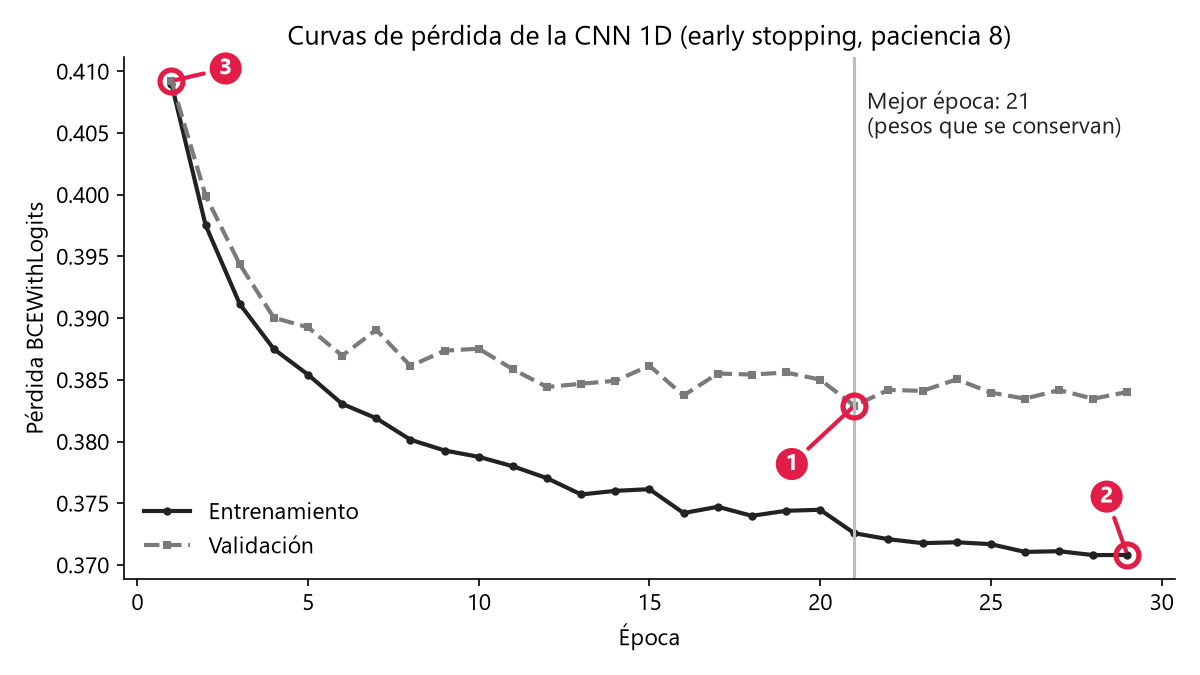 Curvas de pérdida de la CNN 1D (early stopping, paciencia 8)
3
Mejor época: 21
(pesos que se conservan)
1
2
Pérdida BCEWithLogits
0.410
0.405
0.400
0.395
0.390
0.385
0.380
0.375
0.370
Entrenamiento
Validación
0 5 10 15 20 25 30
Época